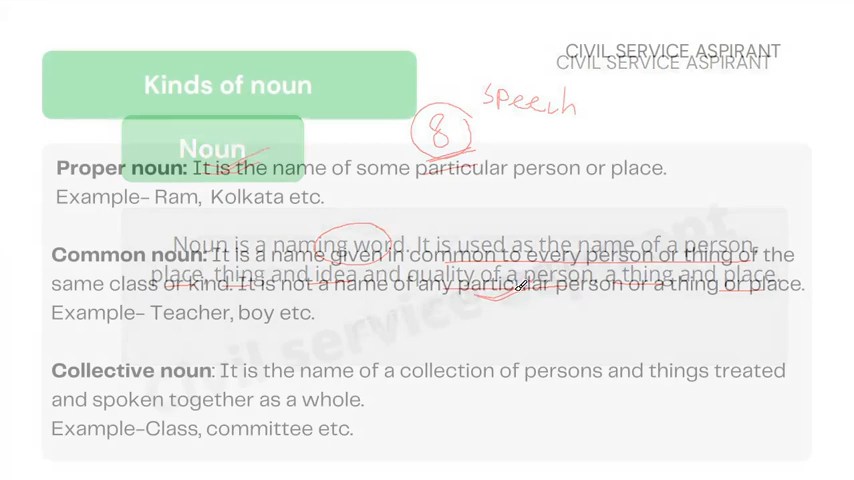 CIVIL SERVICE ASPIRANT
CIVIL SERVICE ASPIRANT
Kinds of noun
speech
8
Noun
Proper noun: It is the name of some particular person or place.
Example- Ram, Kolkata etc.
Noun is a naming word. It is used as the name of a person,
place, thing and idea and quality of a person, a thing and place.
Common noun: It is a name given in common to every person or thing of the
same class or kind. It is not a name of any particular person or a thing or place.
Example- Teacher, boy etc.
Civil service aspirant
Collective noun: It is the name of a collection of persons and things treated
and spoken together as a whole.
Example-Class, committee etc.